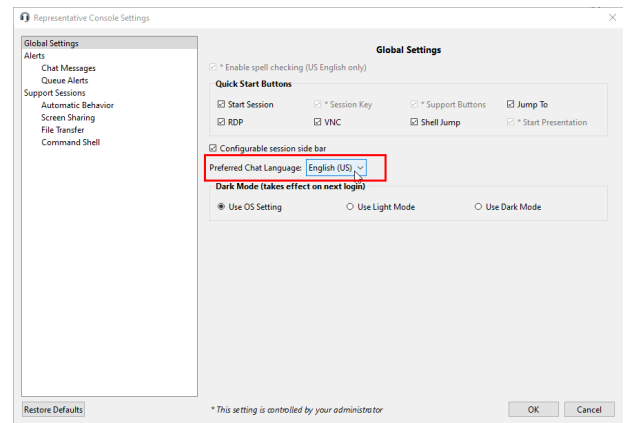 Representative Console Settings
Global Settings
Alerts
Chat Messages
Queue Alerts
Support Sessions
Automatic Behavior
Screen Sharing
File Transfer
Command Shell
Global Settings
* Enable spell checking (US English only)
Quick Start Buttons
Start Session * Session Key * Support Buttons Jump To
RDP VNC Shell Jump * Start Presentation
Configurable session side bar
Preferred Chat Language: English (US)
Dark Mode (takes effect on next login)
Use OS Setting Use Light Mode Use Dark Mode
Restore Defaults * This setting is controlled by your administrator OK Cancel